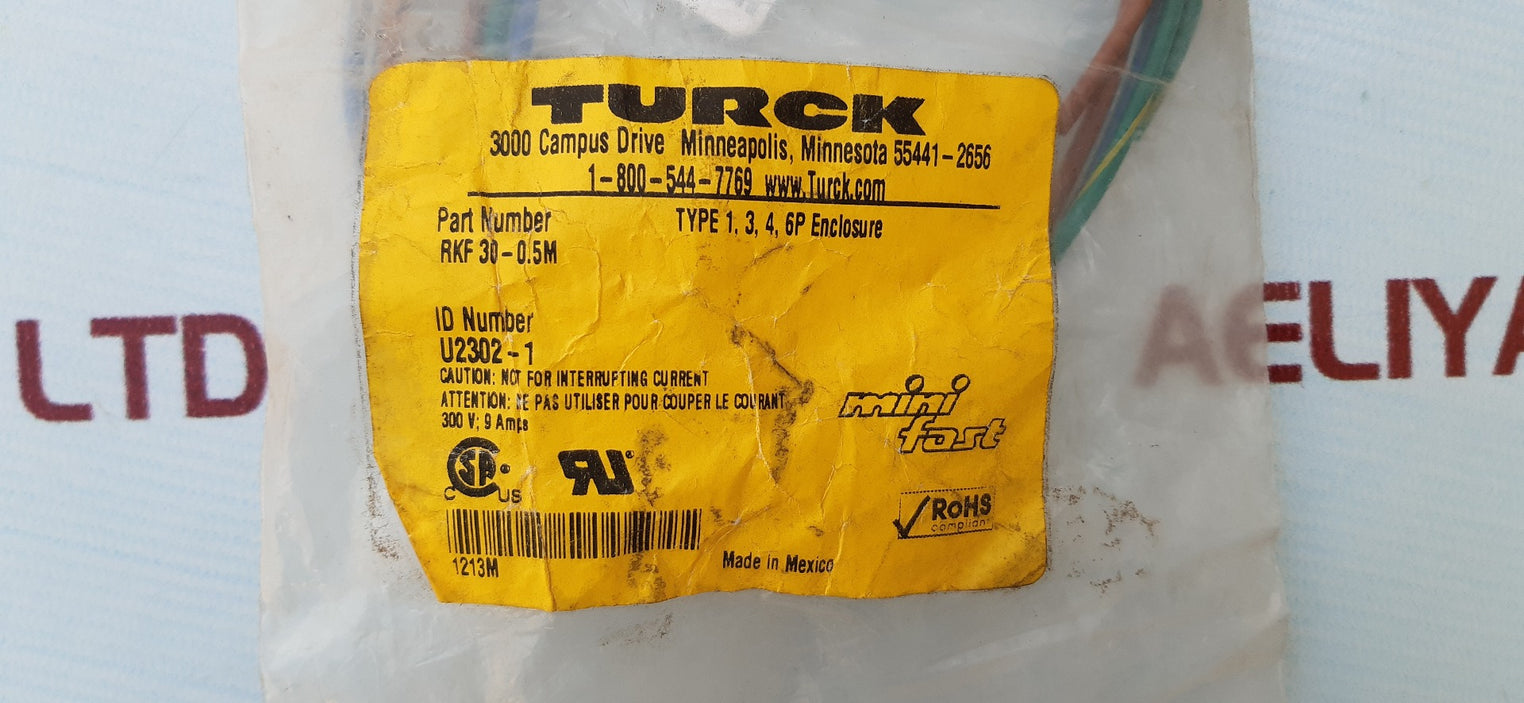 TURCK
3000 Campus Drive Minneapolis, Minnesota 55441-2656
1-800-544-7769 www.Turck.com
Part Number TYPE 1, 3, 4, 6P Enclosure
RKF 30-0.5M
ID Number
U2302-1
CAUTION: NOT FOR INTERRUPTING CURRENT
ATTENTION: NE PAS UTILISER POUR COUPER LE COURANT
300 V; 9 Amps
mini
fast
C SA US
RU
RoHS
compliant
1213M
Made in Mexico
LTD
AELIYA